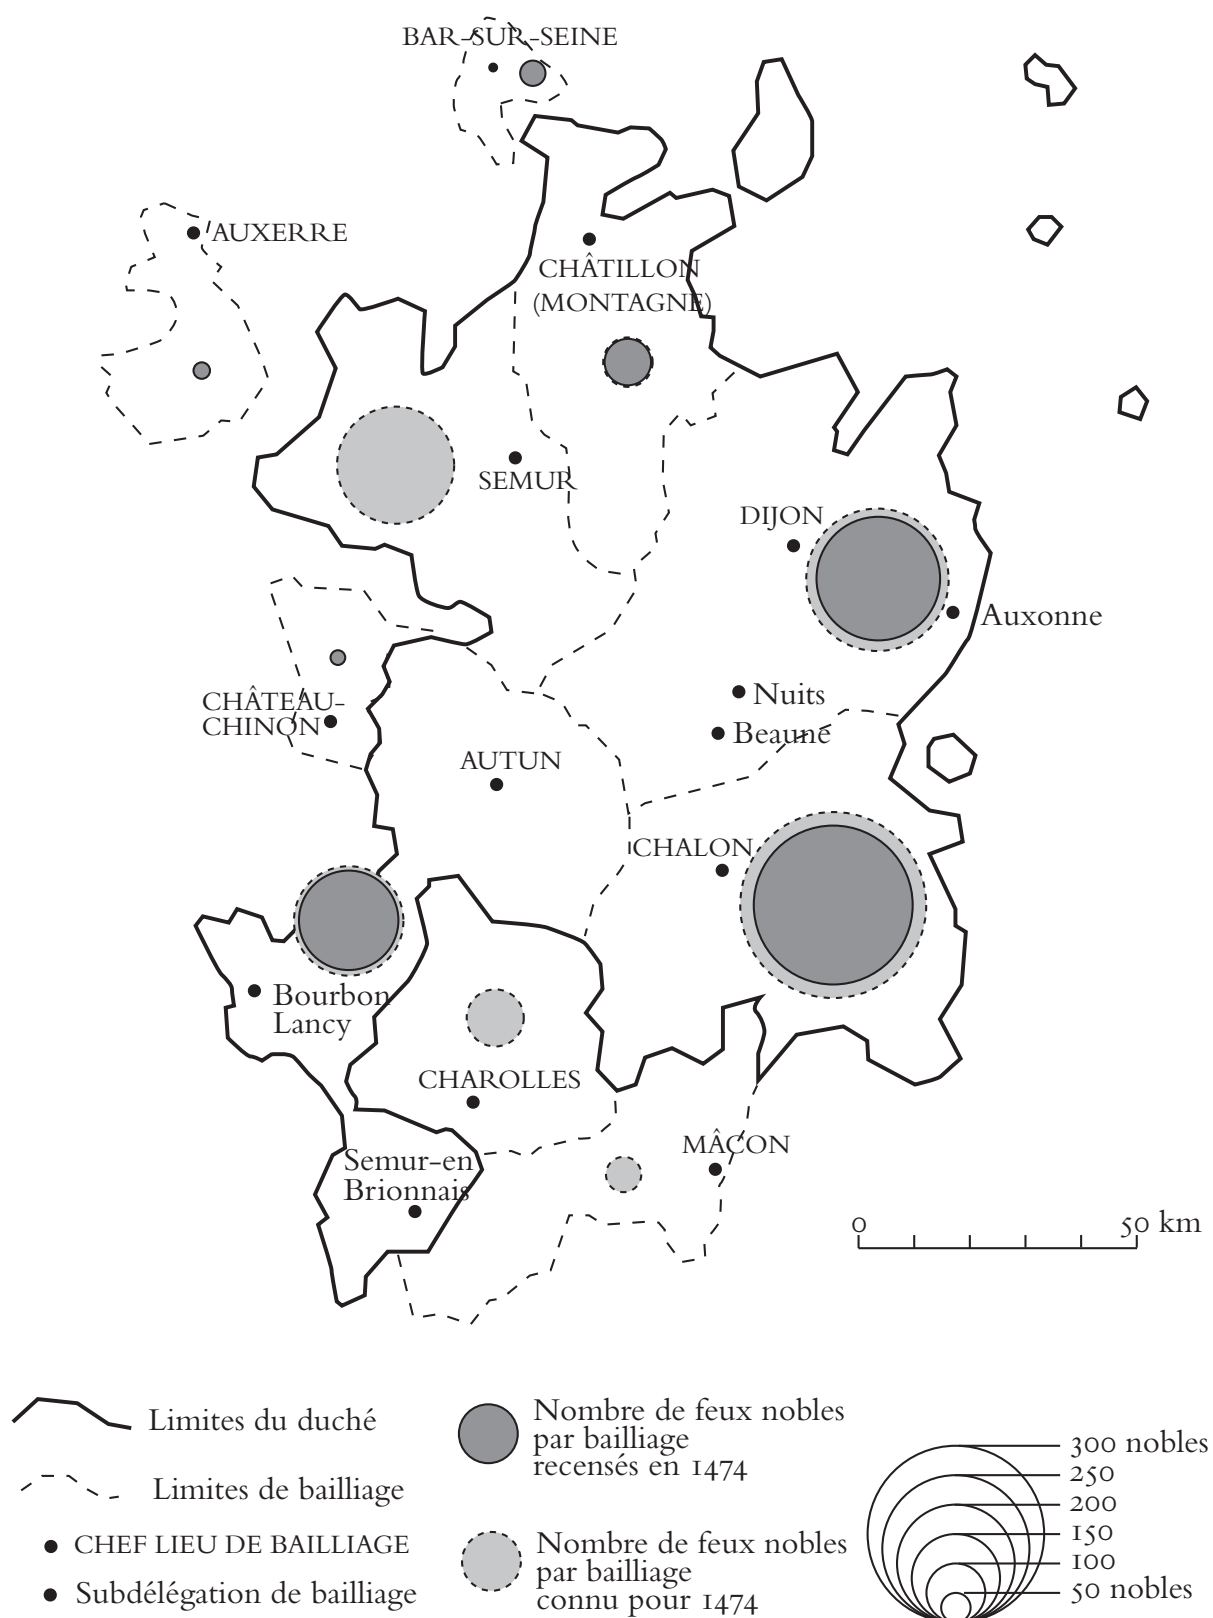 BAR-SUR-SEINE
AUXERRE
CHÂTILLON
(MONTAGNE)
SEMUR
DIJON
Auxonne
CHÂTEAU-
CHINON
Nuits
Beaune
AUTUN
CHALON
Bourbon
Lancy
CHAROLLES
MÂCON
Semur-en
Brionnais
0 50 km
Limites du duché
Limites de bailliage
CHEF LIEU DE BAILLIAGE
Subdélégation de bailliage
Nombre de feux nobles
par bailliage
recensés en 1474
Nombre de feux nobles
par bailliage
connu pour 1474
300 nobles
250
200
150
100
50 nobles